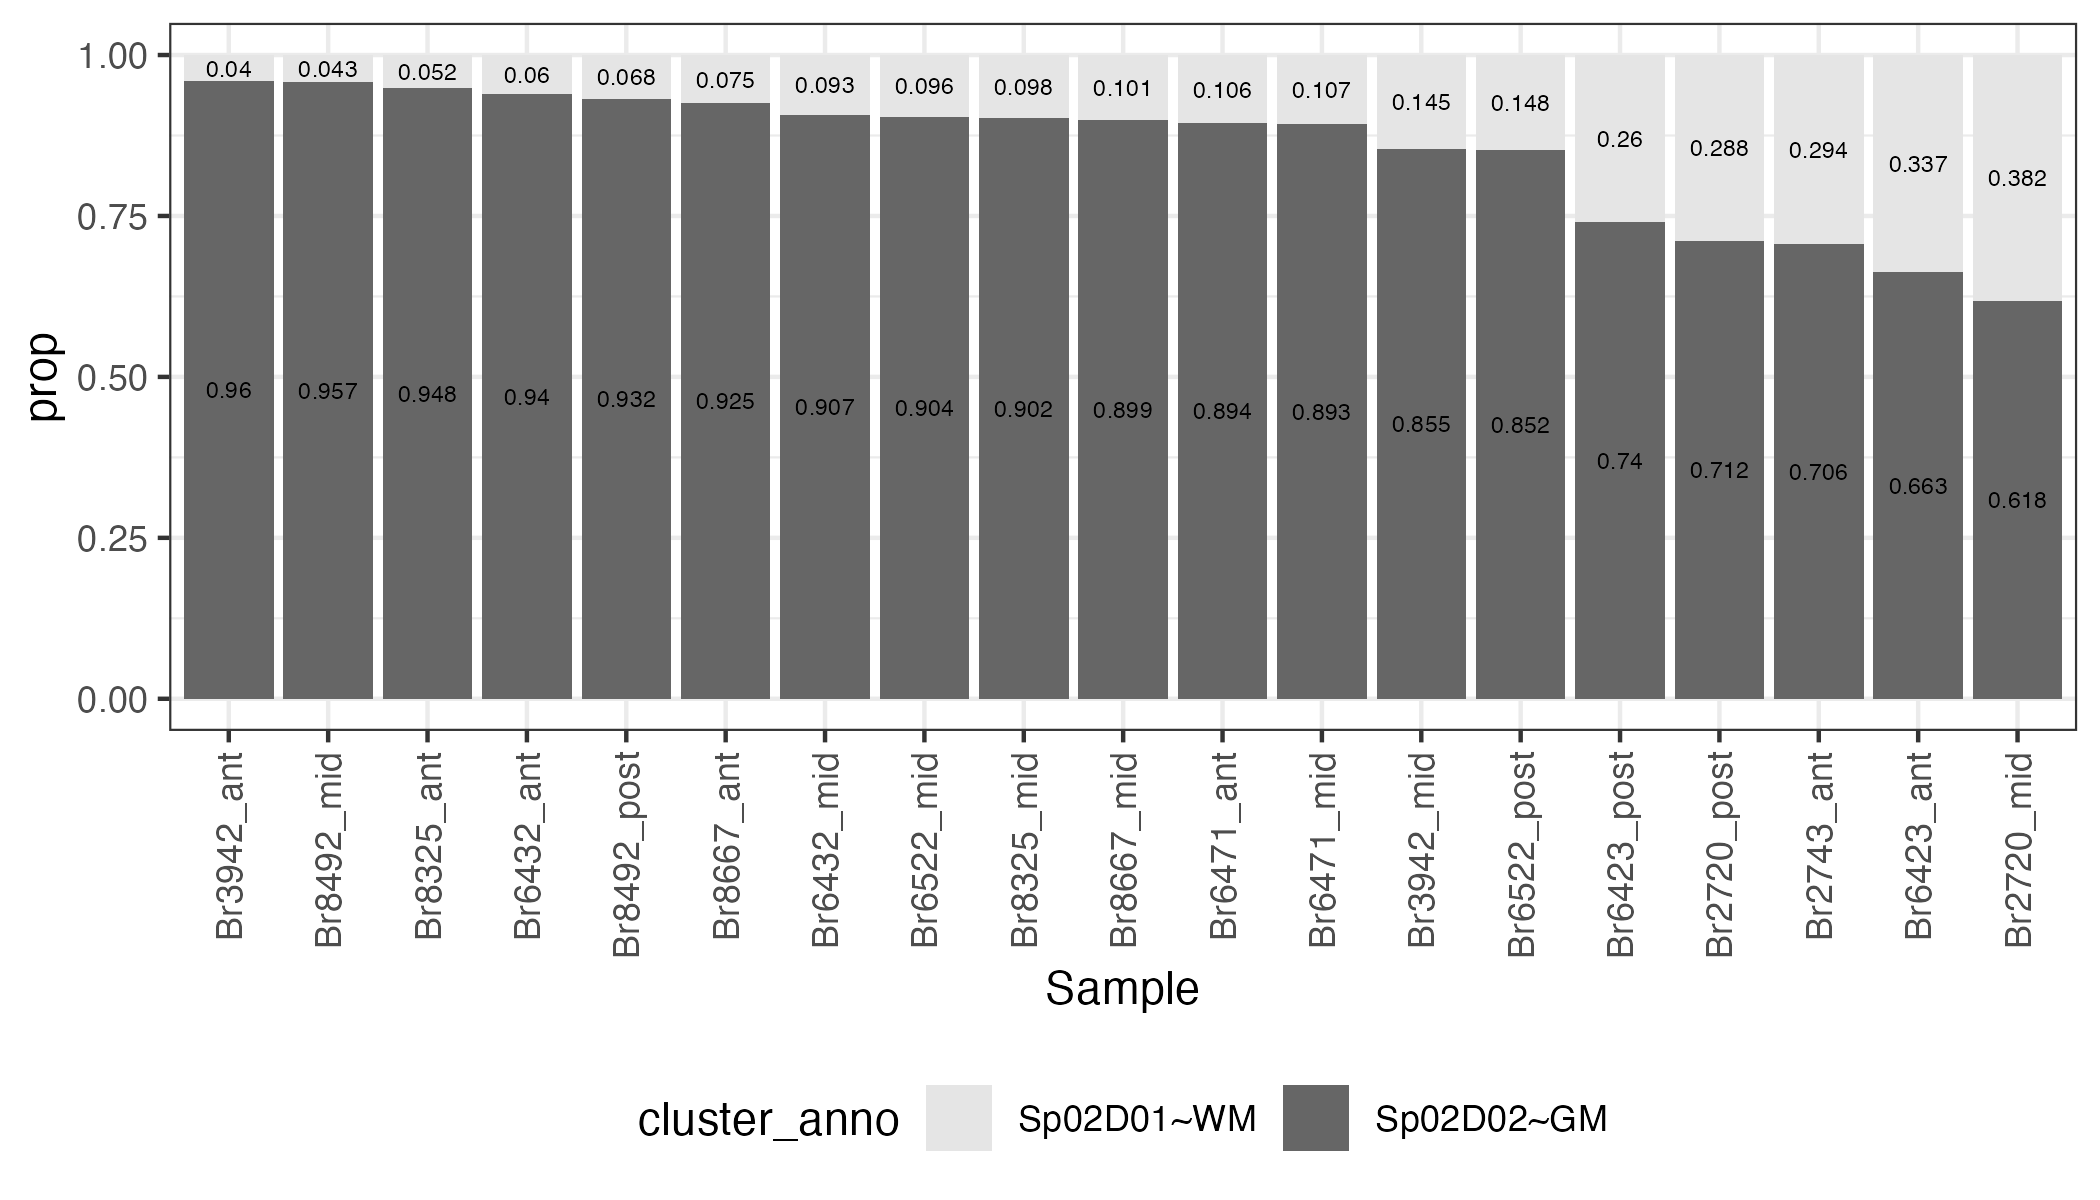 1.00
0.75
0.50
0.25
0.00
prop
0.04 0.043 0.052 0.06 0.068 0.075 0.093 0.096 0.098 0.101 0.106 0.107 0.145 0.148 0.26 0.288 0.294 0.337 0.382
0.96 0.957 0.948 0.94 0.932 0.925 0.907 0.904 0.902 0.899 0.894 0.893 0.855 0.852 0.74 0.712 0.706 0.663 0.618
Br3942_ant
Br8492_mid
Br8325_ant
Br6432_ant
Br8492_post
Br8667_ant
Br6432_mid
Br6522_mid
Br8325_mid
Br8667_mid
Br6471_ant
Br6471_mid
Br3942_mid
Br6522_post
Br6423_post
Br2720_post
Br2743_ant
Br6423_ant
Br2720_mid
Sample
cluster_anno Sp02D01~WM Sp02D02~GM